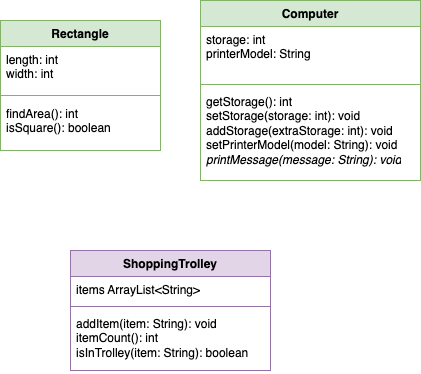 Rectangle
length: int
width: int
findArea(): int
isSquare(): boolean
Computer
storage: int
printerModel: String
getStorage(): int
setStorage(storage: int): void
addStorage(extraStorage: int): void
setPrinterModel(model: String): void
printMessage(message: String): void
ShoppingTrolley
items ArrayList<String>
addItem(item: String): void
itemCount(): int
isInTrolley(item: String): boolean